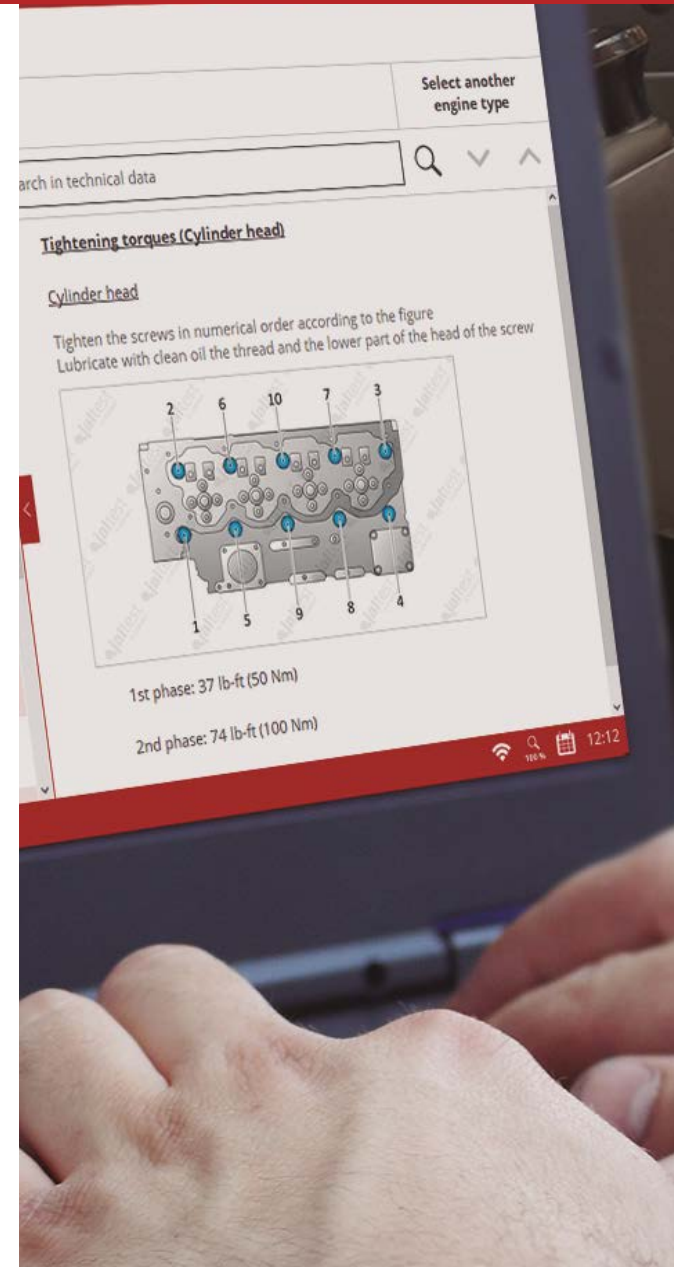 Select another
engine type
arch in technical data
Tightening torques (Cylinder head)
Cylinder head
Tighten the screws in numerical order according to the figure
Lubricate with clean oil the thread and the lower part of the head of the screw
2 6 10 7 3
1 5 9 8 4
jaltest
1st phase: 37 lb-ft (50 Nm)
2nd phase: 74 lb-ft (100 Nm)
100 %
12:12